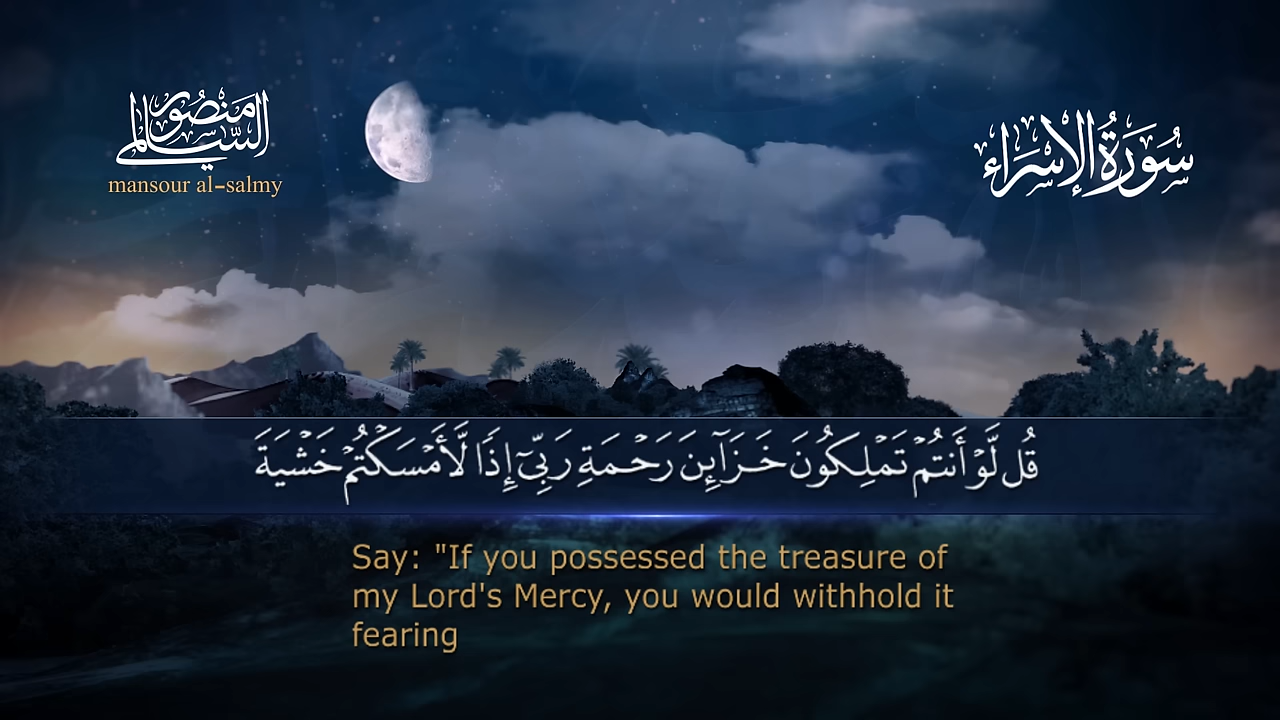 منصور السالمي
mansour al-salmy
سُورَةُ الإِسْرَاء
قُل لَّوْ أَنتُمْ تَمْلِكُونَ خَزَآئِنَ رَحْمَةِ رَبِّىٓ إِذًا لَّأَمْسَكْتُمْ خَشْيَةَ
Say: "If you possessed the treasure of
my Lord's Mercy, you would withhold it
fearing